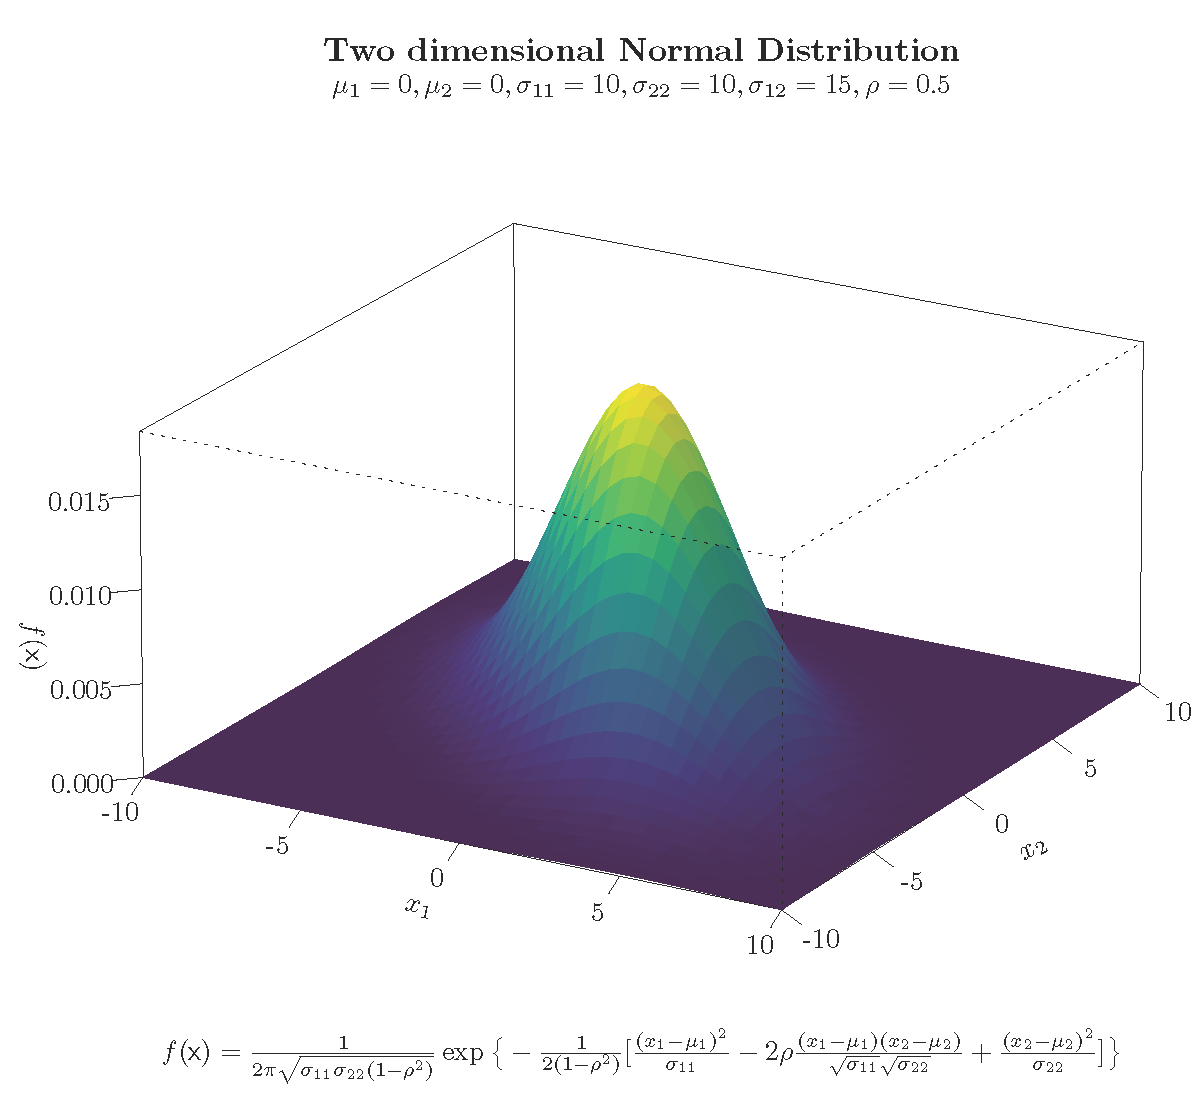 Two dimensional Normal Distribution
μ₁ = 0, μ₂ = 0, σ₁₁ = 10, σ₂₂ = 10, σ₁₂ = 15, ρ = 0.5
0.015
0.010
0.005
0.000
f(x)
-10
-5
0
5
10
x₁
-10
-5
0
5
10
x₂
f(x) = 1 / 2π√(σ₁₁σ₂₂(1−ρ²)) exp { − 1 / 2(1−ρ²) [ (x₁−μ₁)² / σ₁₁ − 2ρ (x₁−μ₁)(x₂−μ₂) / √σ₁₁√σ₂₂ + (x₂−μ₂)² / σ₂₂ ] }